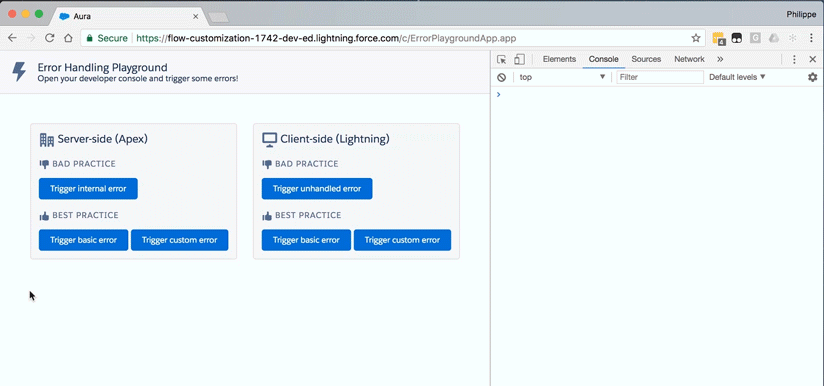 Aura
Philippe
Secure https://flow-customization-1742-dev-ed.lightning.force.com/c/ErrorPlaygroundApp.app
4
Error Handling Playground
Open your developer console and trigger some errors!
Server-side (Apex)
BAD PRACTICE
Trigger internal error
BEST PRACTICE
Trigger basic error Trigger custom error
Client-side (Lightning)
BAD PRACTICE
Trigger unhandled error
BEST PRACTICE
Trigger basic error Trigger custom error
Elements Console Sources Network »
top Filter Default levels